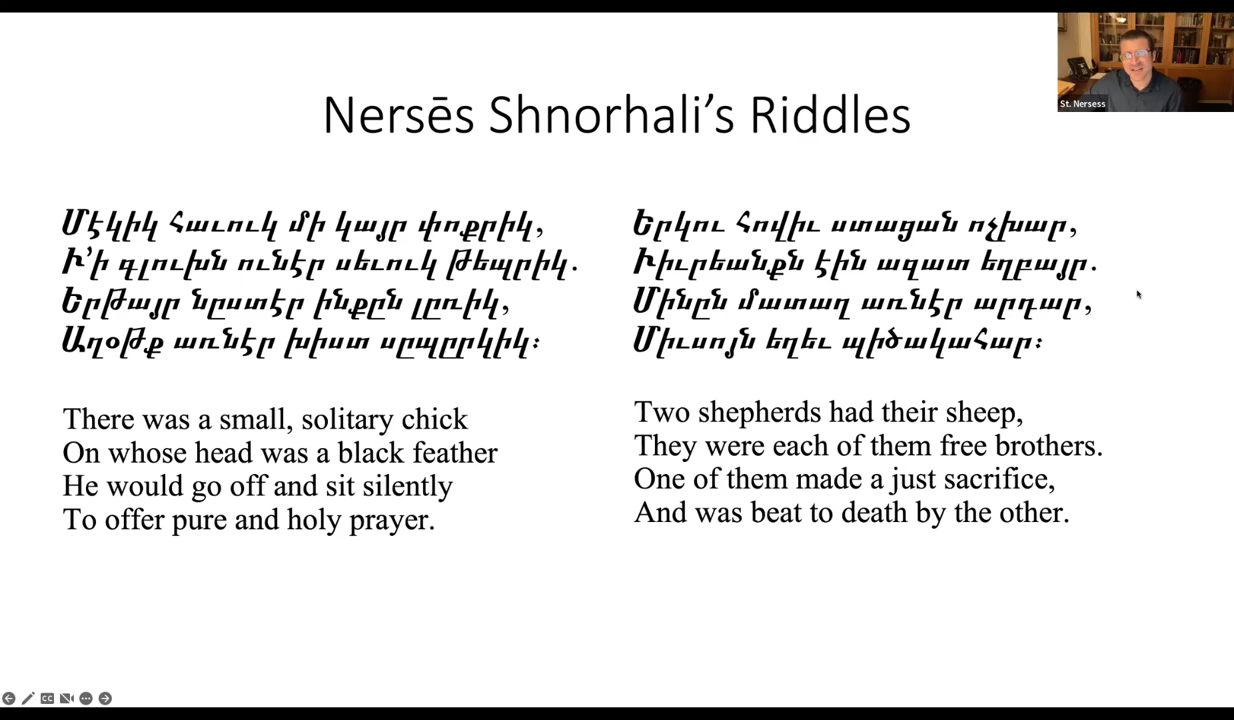 Nersēs Shnorhali’s Riddles
St. Nersess
Մէկիկ Հաւուկ մի կայր փոքրիկ,
Ի՛ի գլուխն ունէր սեւուկ թեպրիկ.
Երթայր նըստէր ինքըն լըռիկ,
Աղօթք առնէր խիստ սըպըրկիկ։
There was a small, solitary chick
On whose head was a black feather
He would go off and sit silently
To offer pure and holy prayer.
Երկու Հովիւ ստացան ոչխար,
Իւրեանքն էին ազատ եղբայր.
Մինըն մատաղ առնէր արդար,
Միւսոյն եղեւ պիծակահար։
Two shepherds had their sheep,
They were each of them free brothers.
One of them made a just sacrifice,
And was beat to death by the other.